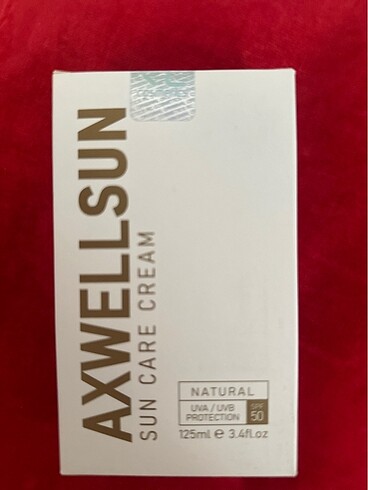 AXWELLSUN
SUN CARE CREAM
NATURAL
UVA / UVB
PROTECTION
SPF
50
125ml ℮ 3.4fl.oz